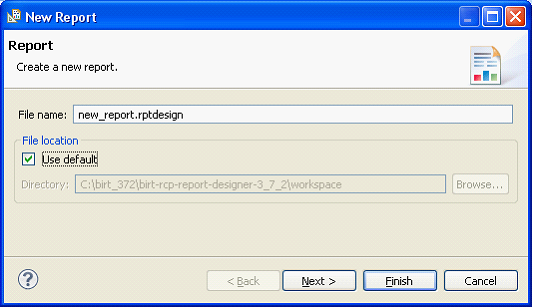 New Report
Report
Create a new report.
File name: new_report.rptdesign
File location
Use default
Directory: C:\birt_372\birt-rcp-report-designer-3_7_2\workspace Browse...
? < Back Next > Finish Cancel